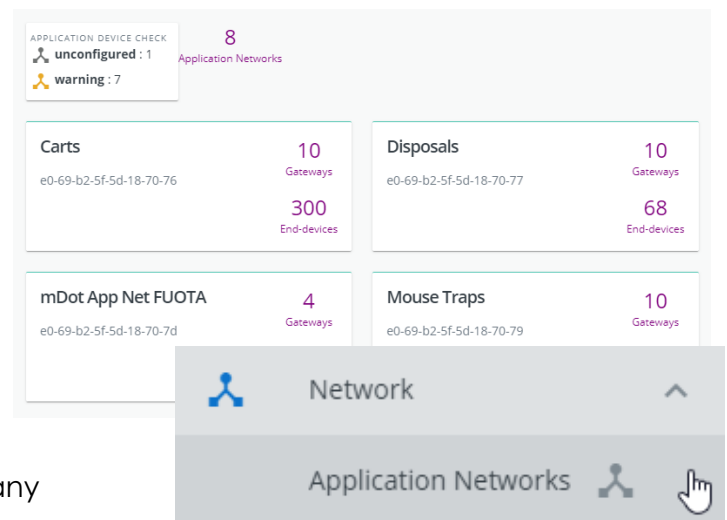 APPLICATION DEVICE CHECK
unconfigured : 1
warning : 7
8
Application Networks
Carts
e0-69-b2-5f-5d-18-70-76
10
Gateways
300
End-devices
Disposals
e0-69-b2-5f-5d-18-70-77
10
Gateways
68
End-devices
mDot App Net FUOTA
e0-69-b2-5f-5d-18-70-7d
4
Gateways
Mouse Traps
e0-69-b2-5f-5d-18-70-79
10
Gateways
Network
Application Networks
any